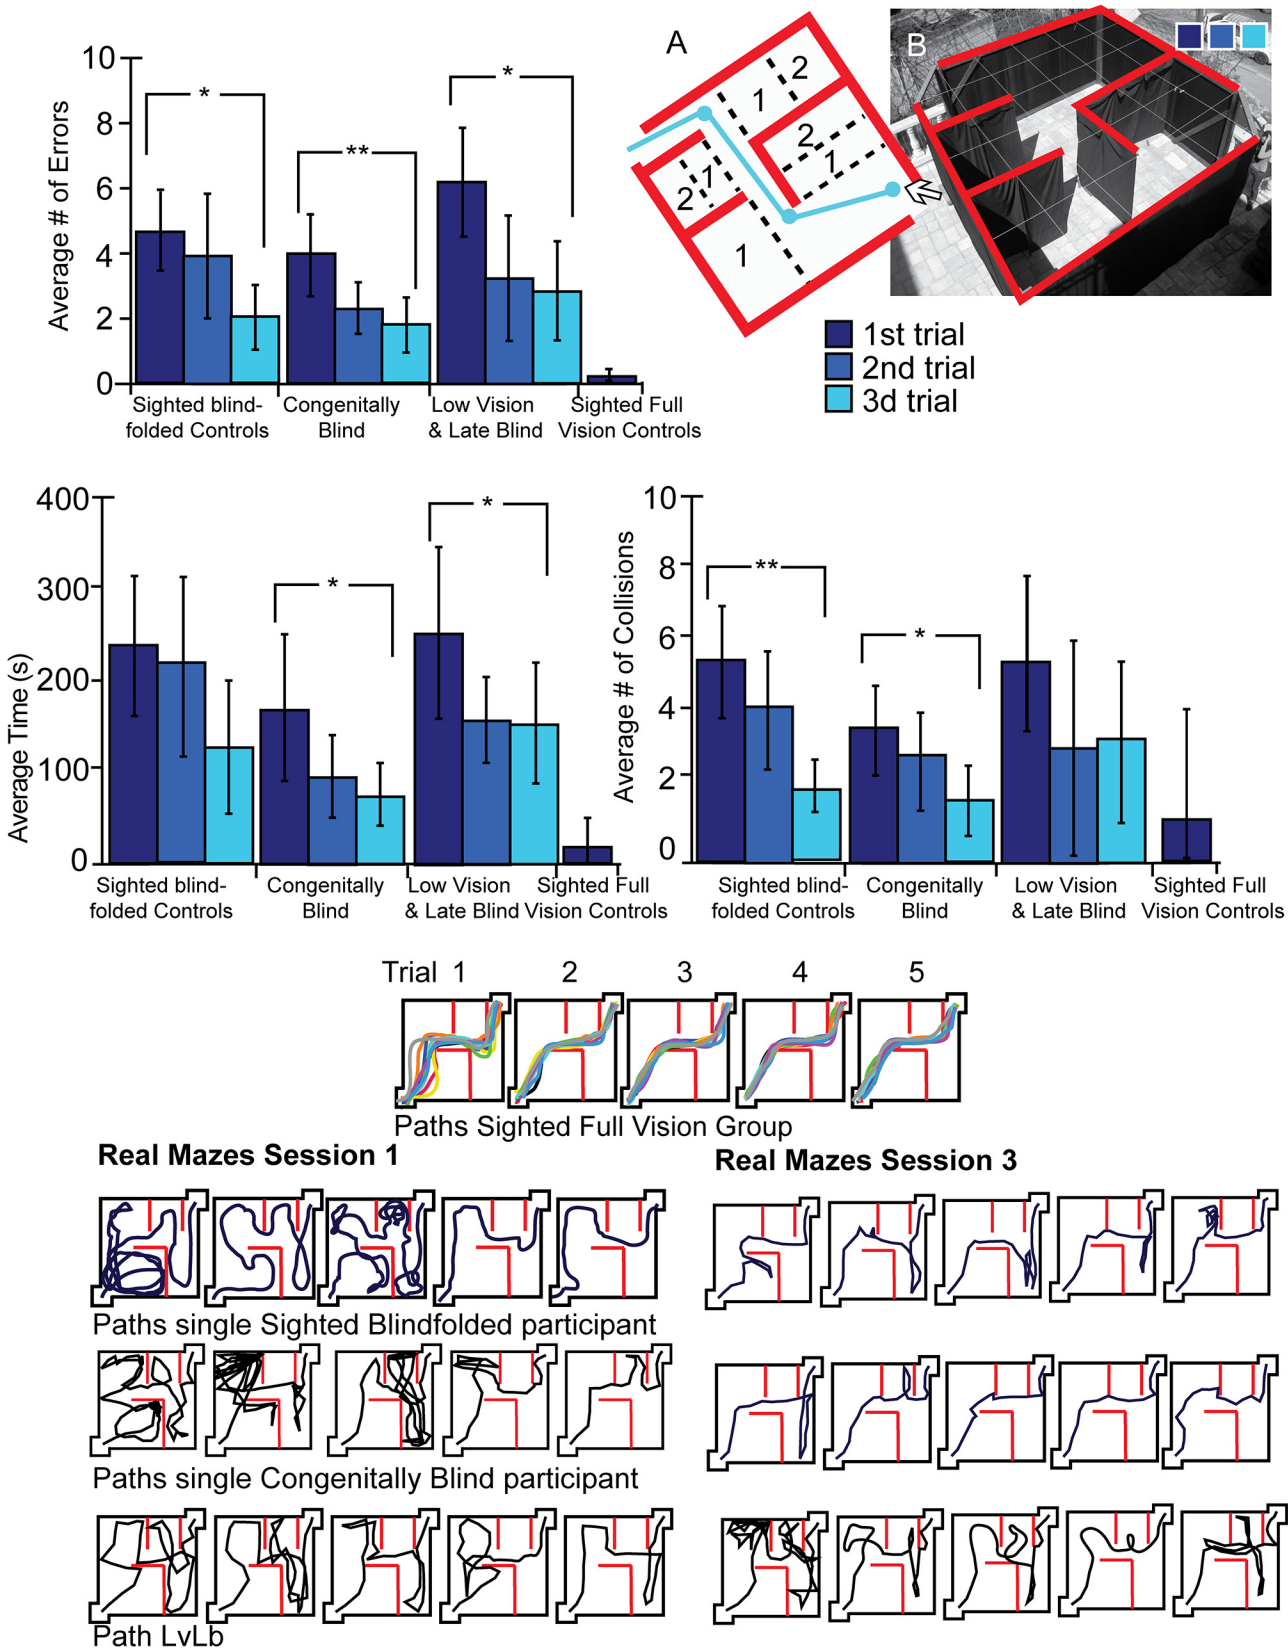 10
8
6
4
2
0
Average # of Errors
*
**
*
Sighted blind-
folded Controls
Congenitally
Blind
Low Vision
& Late Blind
Sighted Full
Vision Controls
A
2
1
2
1
1
2
1
B
1st trial
2nd trial
3d trial
400
300
200
100
0
Average Time (s)
*
*
Sighted blind-
folded Controls
Congenitally
Blind
Low Vision
& Late Blind
Sighted Full
Vision Controls
10
8
6
4
2
0
Average # of Collisions
**
*
Sighted blind-
folded Controls
Congenitally
Blind
Low Vision
& Late Blind
Sighted Full
Vision Controls
Trial 1 2 3 4 5
Paths Sighted Full Vision Group
Real Mazes Session 1
Real Mazes Session 3
Paths single Sighted Blindfolded participant
Paths single Congenitally Blind participant
Path LvLb